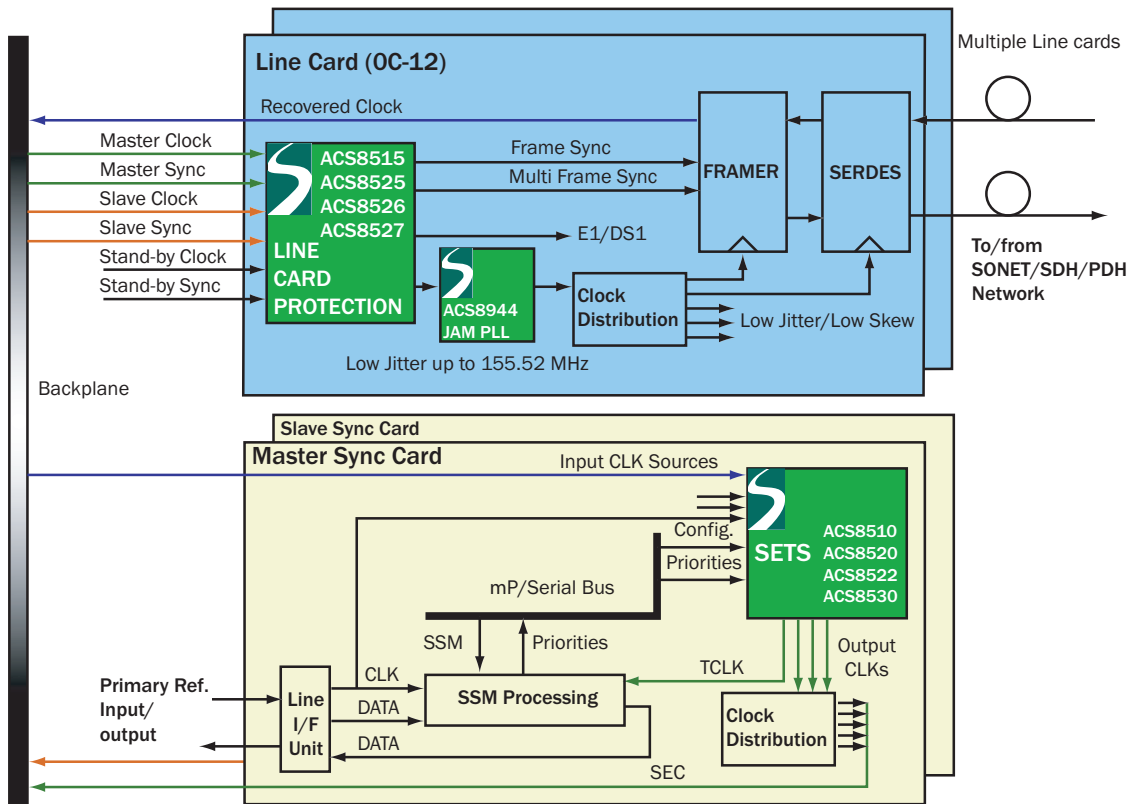 Multiple Line cards
Line Card (OC-12)
Recovered Clock
Master Clock
Master Sync
Slave Clock
Slave Sync
Stand-by Clock
Stand-by Sync
ACS8515
ACS8525
ACS8526
ACS8527
LINE
CARD
PROTECTION
Frame Sync
Multi Frame Sync
E1/DS1
FRAMER
SERDES
ACS8944
JAM PLL
Clock
Distribution
Low Jitter/Low Skew
Low Jitter up to 155.52 MHz
To/from
SONET/SDH/PDH
Network
Backplane
Slave Sync Card
Master Sync Card
Input CLK Sources
Config.
Priorities
SETS
ACS8510
ACS8520
ACS8522
ACS8530
mP/Serial Bus
SSM
Priorities
Output
CLKs
TCLK
CLK
DATA
DATA
SSM Processing
Primary Ref.
Input/
output
Line
I/F
Unit
Clock
Distribution
SEC